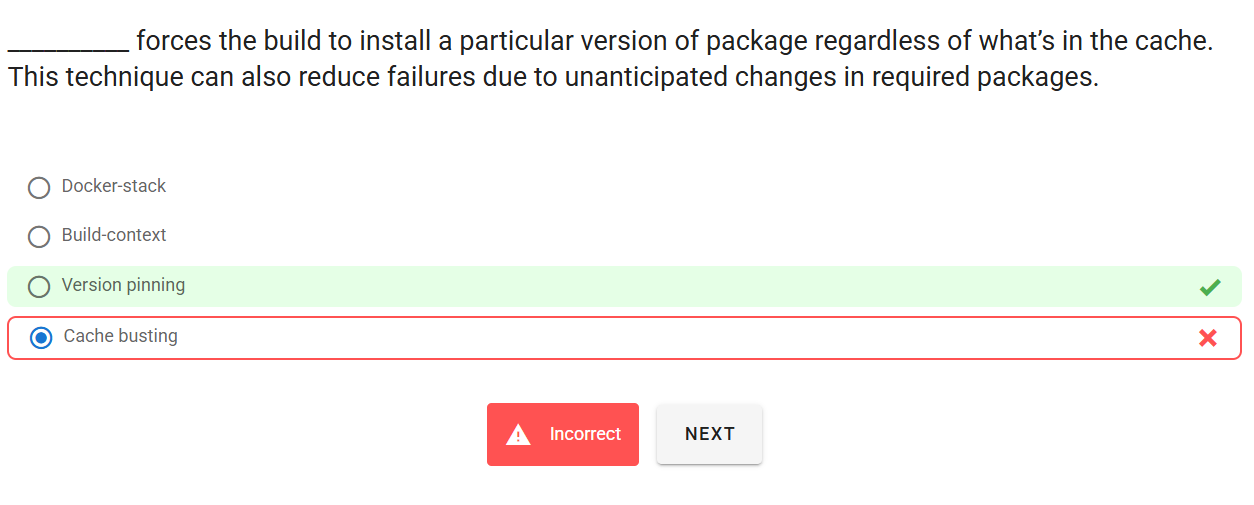 __________ forces the build to install a particular version of package regardless of what’s in the cache.
This technique can also reduce failures due to unanticipated changes in required packages.
Docker-stack
Build-context
Version pinning
Cache busting
Incorrect
NEXT